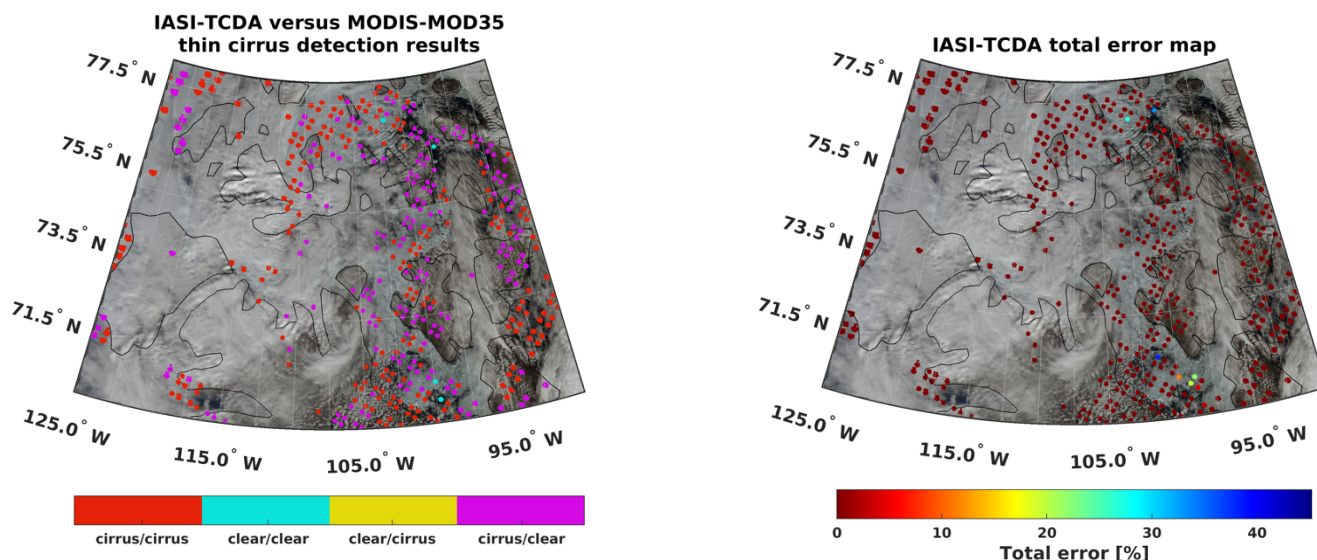 IASI-TCDA versus MODIS-MOD35
thin cirrus detection results
77.5° N
75.5° N
73.5° N
71.5° N
125.0° W
115.0° W
105.0° W
95.0° W
cirrus/cirrus
clear/clear
clear/cirrus
cirrus/clear
IASI-TCDA total error map
77.5° N
75.5° N
73.5° N
71.5° N
125.0° W
115.0° W
105.0° W
95.0° W
0
10
20
30
40
Total error [%]